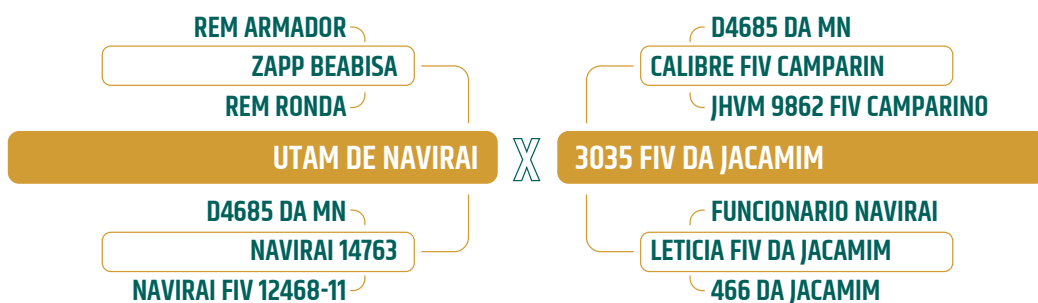 REM ARMADOR
ZAPP BEABISA
REM RONDA
UTAM DE NAVIRAI
D4685 DA MN
NAVIRAI 14763
NAVIRAI FIV 12468-11
X
D4685 DA MN
CALIBRE FIV CAMPARIN
JHVM 9862 FIV CAMPARINO
3035 FIV DA JACAMIM
FUNCIONARIO NAVIRAI
LETICIA FIV DA JACAMIM
466 DA JACAMIM